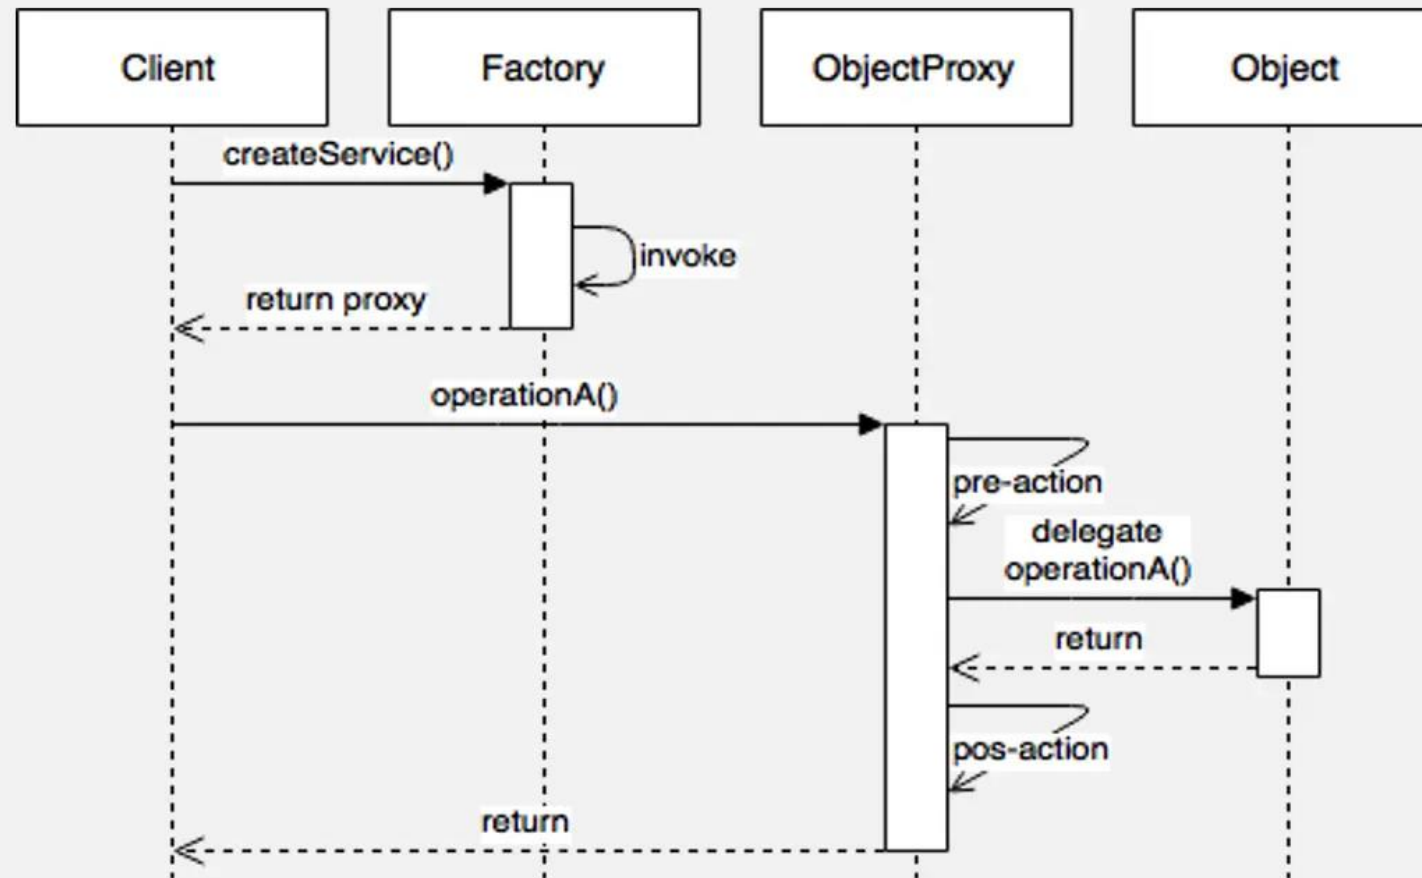 Client
Factory
ObjectProxy
Object
createService()
invoke
return proxy
operationA()
pre-action
delegate
operationA()
return
pos-action
return